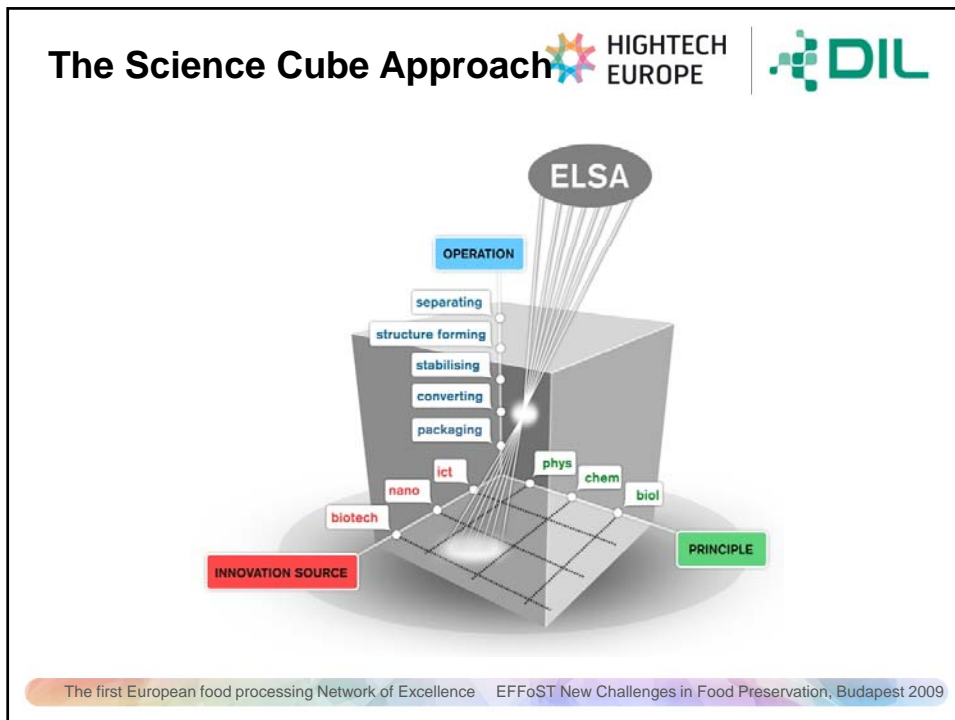 The Science Cube Approach
HIGHTECH
EUROPE
DIL
ELSA
OPERATION
separating
structure forming
stabilising
converting
packaging
ict
nano
biotech
phys
chem
biol
INNOVATION SOURCE
PRINCIPLE
The first European food processing Network of Excellence EFFoST New Challenges in Food Preservation, Budapest 2009